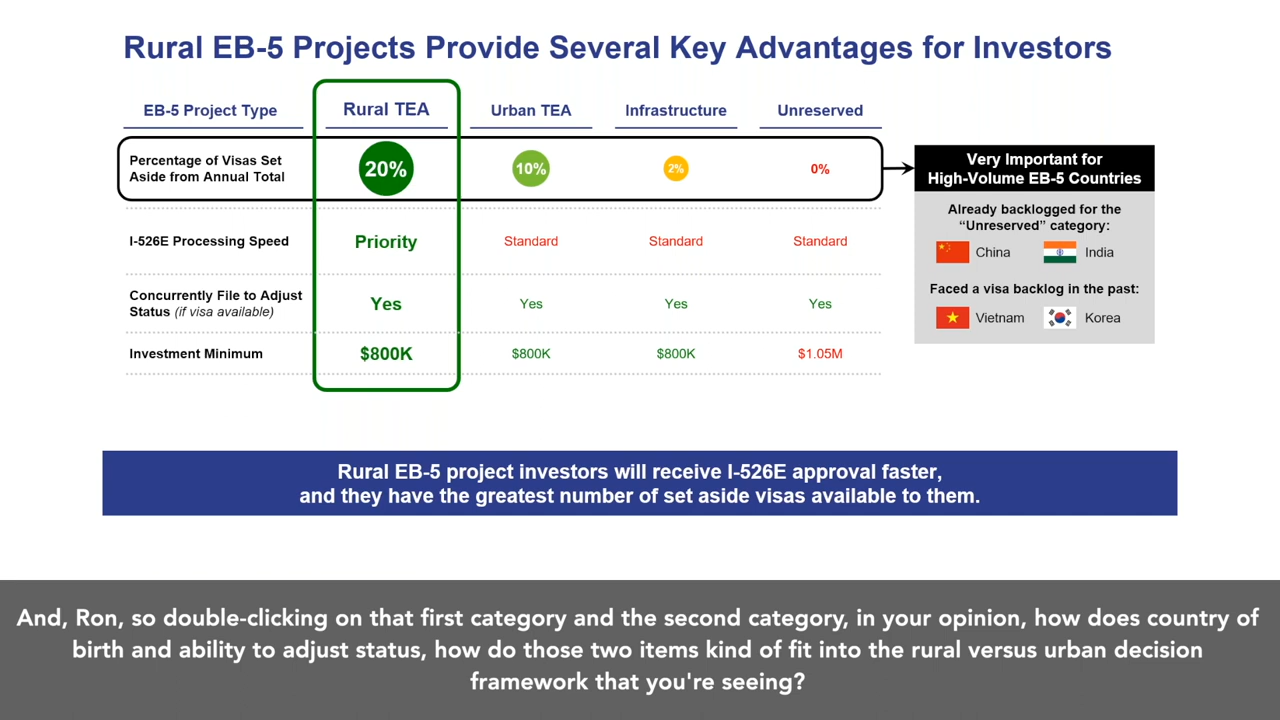 Rural EB-5 Projects Provide Several Key Advantages for Investors
EB-5 Project Type
Rural TEA
Urban TEA
Infrastructure
Unreserved
Percentage of Visas Set
Aside from Annual Total
20%
10%
2%
0%
I-526E Processing Speed
Priority
Standard
Standard
Standard
Concurrently File to Adjust
Status (if visa available)
Yes
Yes
Yes
Yes
Investment Minimum
$800K
$800K
$800K
$1.05M
Very Important for
High-Volume EB-5 Countries
Already backlogged for the
“Unreserved” category:
China
India
Faced a visa backlog in the past:
Vietnam
Korea
Rural EB-5 project investors will receive I-526E approval faster,
and they have the greatest number of set aside visas available to them.
And, Ron, so double-clicking on that first category and the second category, in your opinion, how does country of
birth and ability to adjust status, how do those two items kind of fit into the rural versus urban decision
framework that you're seeing?